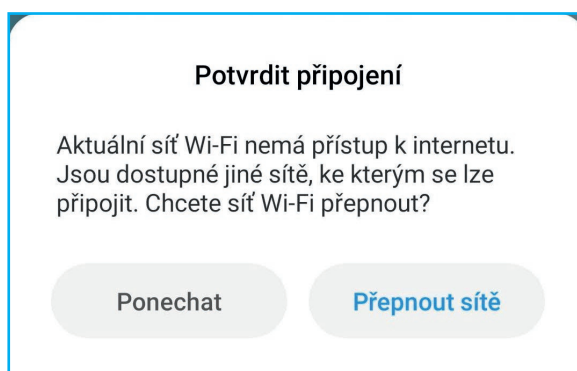 Potvrdit připojení
Aktuální síť Wi-Fi nemá přístup k internetu.
Jsou dostupné jiné sítě, ke kterým se lze
připojit. Chcete síť Wi-Fi přepnout?
Ponechat
Přepnout sítě